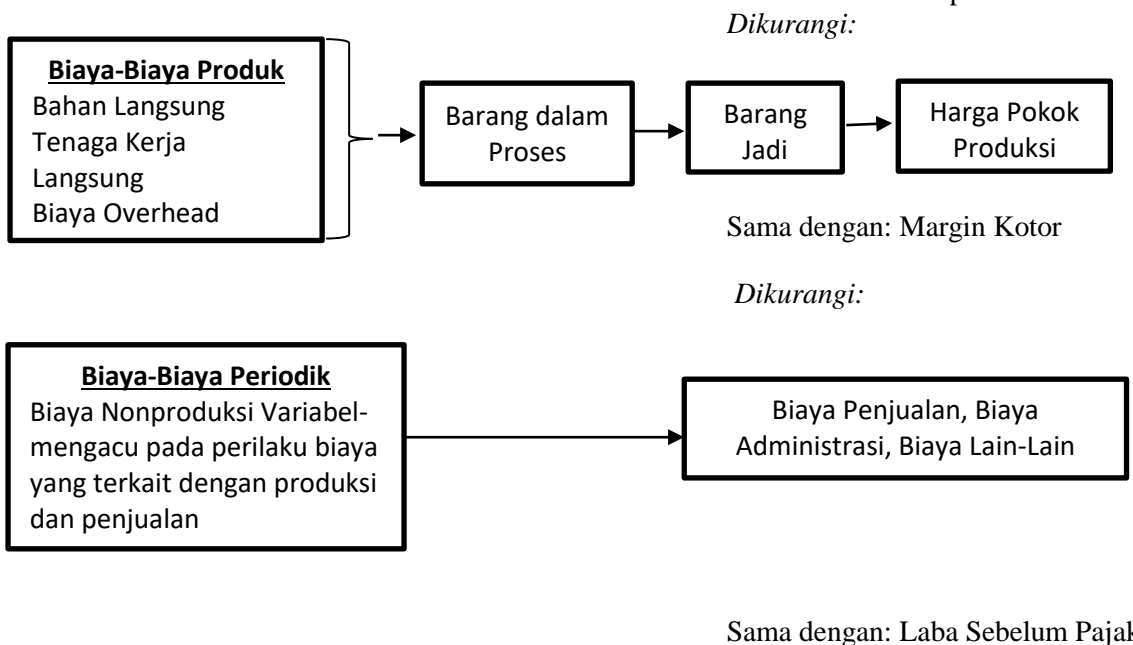 Dikurangi:
Biaya-Biaya Produk
Bahan Langsung
Tenaga Kerja
Langsung
Biaya Overhead
Barang dalam
Proses
Barang
Jadi
Harga Pokok
Produksi
Sama dengan: Margin Kotor
Dikurangi:
Biaya-Biaya Periodik
Biaya Nonproduksi Variabel-
mengacu pada perilaku biaya
yang terkait dengan produksi
dan penjualan
Biaya Penjualan, Biaya
Administrasi, Biaya Lain-Lain
Sama dengan: Laba Sebelum Pajak